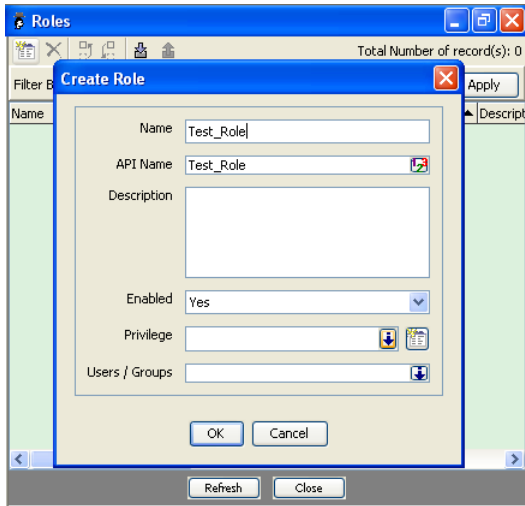 Roles
Total Number of record(s): 0
Create Role
Filter B
Apply
Name
Descript
Name
Test_Role
API Name
Test_Role
Description
Enabled
Yes
Privilege
Users / Groups
OK
Cancel
Refresh
Close